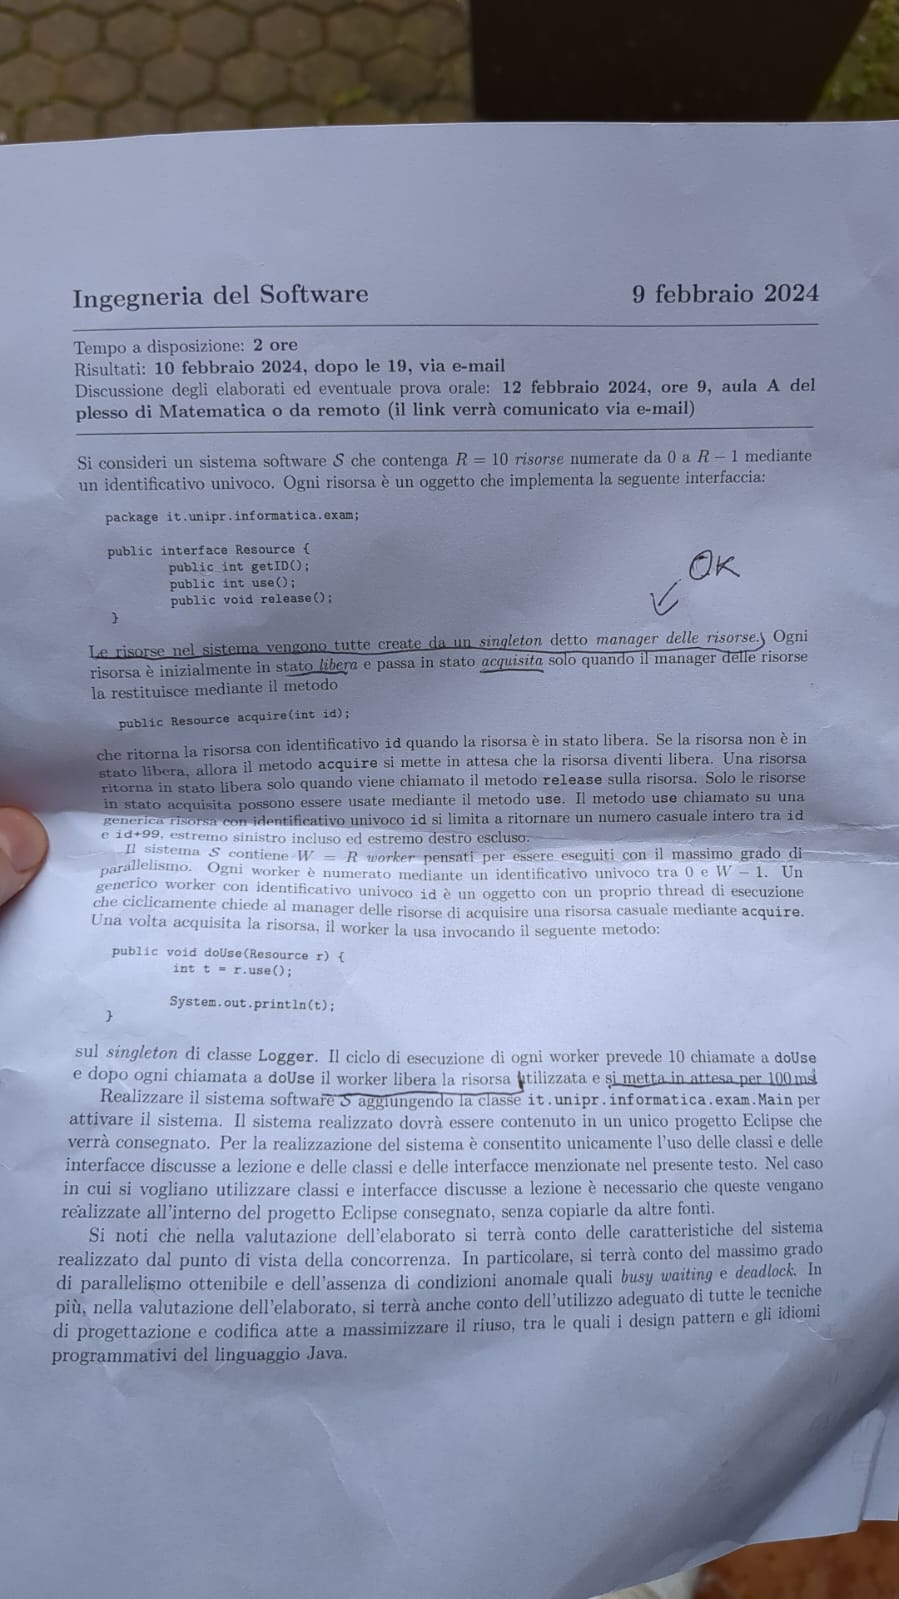 Ingegneria del Software 9 febbraio 2024
Tempo a disposizione: 2 ore
Risultati: 10 febbraio 2024, dopo le 19, via e-mail
Discussione degli elaborati ed eventuale prova orale: 12 febbraio 2024, ore 9, aula A del
plesso di Matematica o da remoto (il link verrà comunicato via e-mail)
Si consideri un sistema software S che contenga R = 10 risorse numerate da 0 a R − 1 mediante
un identificativo univoco. Ogni risorsa è un oggetto che implementa la seguente interfaccia:
package it.unipr.informatica.exam;
public interface Resource {
public int getID();
public int use();
public void release();
}
OK
Le risorse nel sistema vengono tutte create da un singleton detto manager delle risorse. Ogni
risorsa è inizialmente in stato libera e passa in stato acquisita solo quando il manager delle risorse
la restituisce mediante il metodo
public Resource acquire(int id);
che ritorna la risorsa con identificativo id quando la risorsa è in stato libera. Se la risorsa non è in
stato libera, allora il metodo acquire si mette in attesa che la risorsa diventi libera. Una risorsa
ritorna in stato libera solo quando viene chiamato il metodo release sulla risorsa. Solo le risorse
in stato acquisita possono essere usate mediante il metodo use. Il metodo use chiamato su una
generica risorsa con identificativo univoco id si limita a ritornare un numero casuale intero tra id
e id+99, estremo sinistro incluso ed estremo destro escluso.
Il sistema S contiene W = R worker pensati per essere eseguiti con il massimo grado di
parallelismo. Ogni worker è numerato mediante un identificativo univoco tra 0 e W − 1. Un
generico worker con identificativo univoco id è un oggetto con un proprio thread di esecuzione
che ciclicamente chiede al manager delle risorse di acquisire una risorsa casuale mediante acquire.
Una volta acquisita la risorsa, il worker la usa invocando il seguente metodo:
public void doUse(Resource r) {
int t = r.use();
System.out.println(t);
}
sul singleton di classe Logger. Il ciclo di esecuzione di ogni worker prevede 10 chiamate a doUse
e dopo ogni chiamata a doUse il worker libera la risorsa utilizzata e si metta in attesa per 100 ms
Realizzare il sistema software S aggiungendo la classe it.unipr.informatica.exam.Main per
attivare il sistema. Il sistema realizzato dovrà essere contenuto in un unico progetto Eclipse che
verrà consegnato. Per la realizzazione del sistema è consentito unicamente l'uso delle classi e delle
interfacce discusse a lezione e delle classi e delle interfacce menzionate nel presente testo. Nel caso
in cui si vogliano utilizzare classi e interfacce discusse a lezione è necessario che queste vengano
realizzate all'interno del progetto Eclipse consegnato, senza copiarle da altre fonti.
Si noti che nella valutazione dell'elaborato si terrà conto delle caratteristiche del sistema
realizzato dal punto di vista della concorrenza. In particolare, si terrà conto del massimo grado
di parallelismo ottenibile e dell'assenza di condizioni anomale quali busy waiting e deadlock. In
più, nella valutazione dell'elaborato, si terrà anche conto dell'utilizzo adeguato di tutte le tecniche
di progettazione e codifica atte a massimizzare il riuso, tra le quali i design pattern e gli idiomi
programmativi del linguaggio Java.